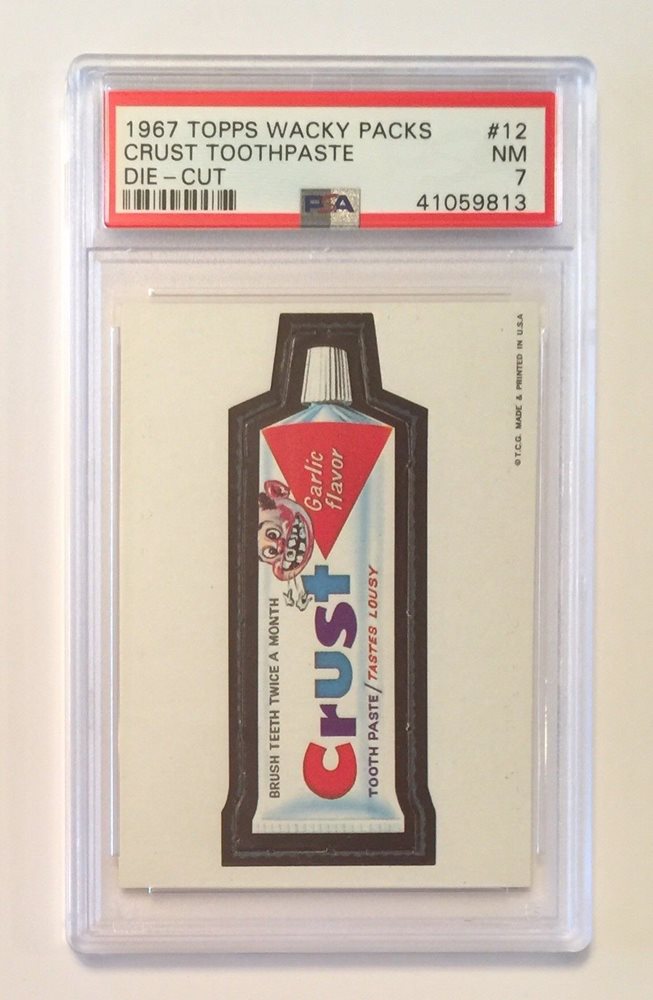 1967 TOPPS WACKY PACKS #12
CRUST TOOTHPASTE NM
DIE-CUT 7
PSA 41059813
© T.C.G. MADE & PRINTED IN U.S.A
Garlic
flavor
BRUSH TEETH TWICE A MONTH
Crust
TOOTH PASTE/TASTES LOUSY